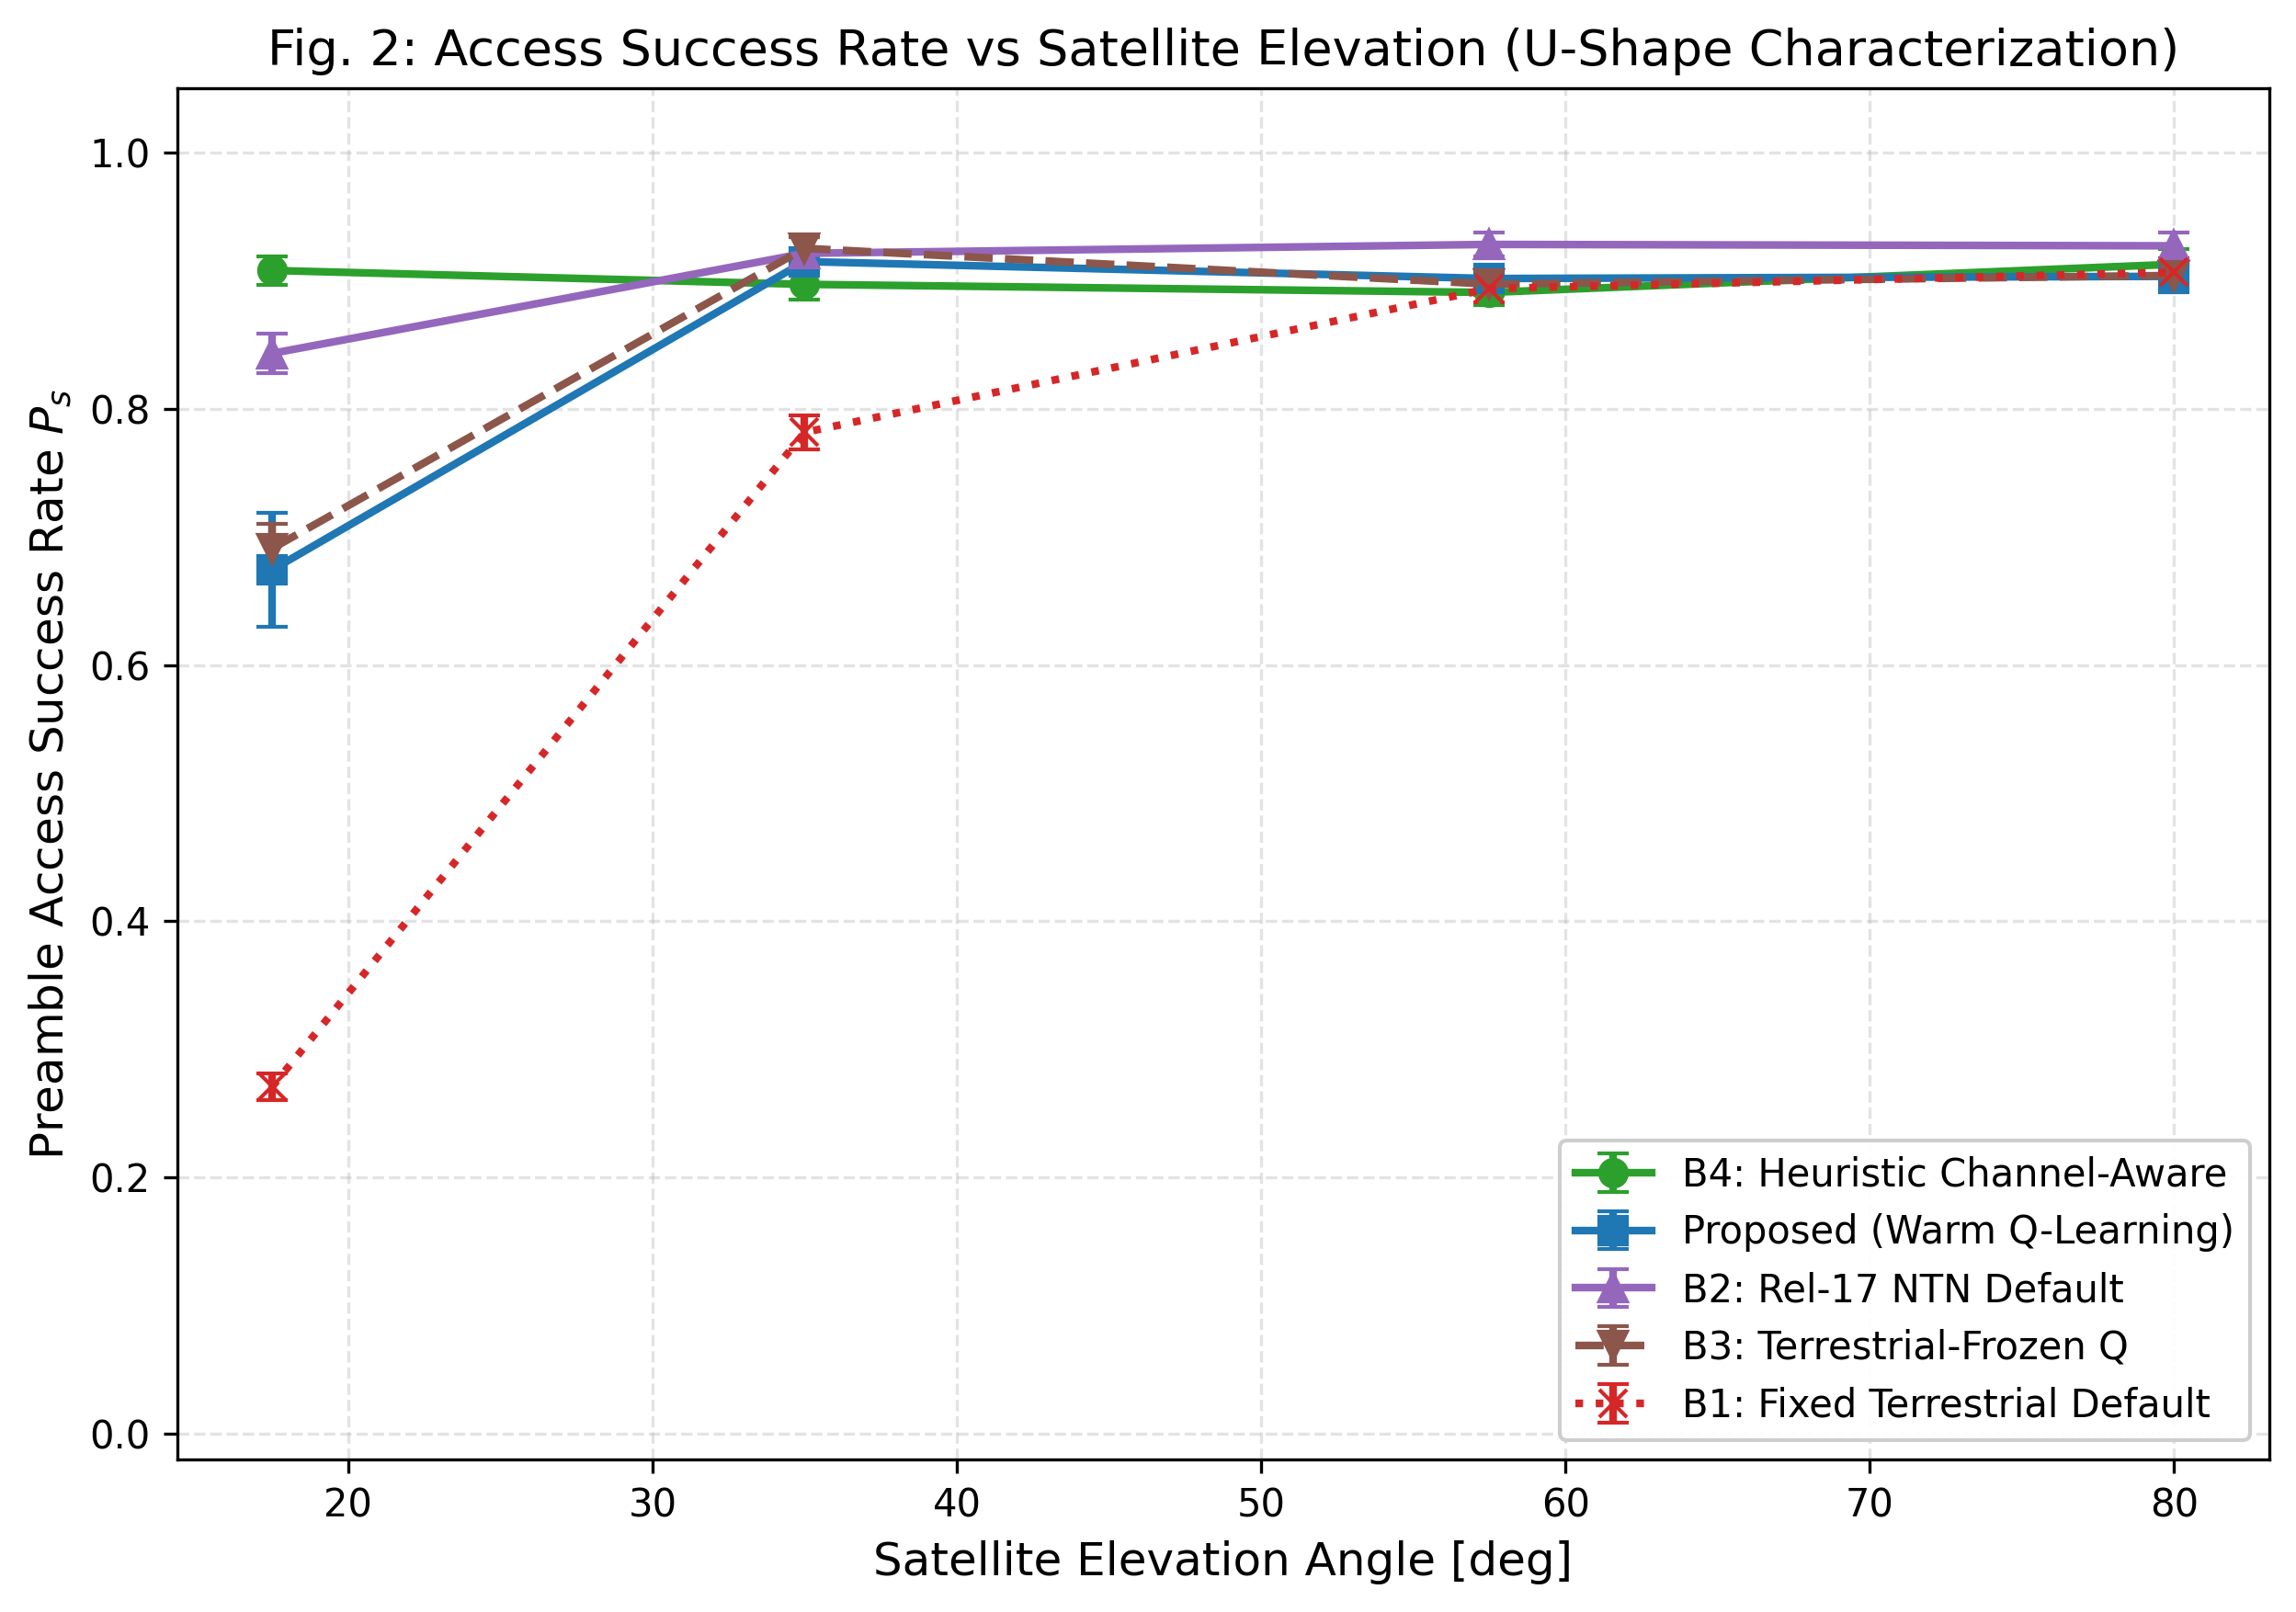 Fig. 2: Access Success Rate vs Satellite Elevation (U-Shape Characterization)
Preamble Access Success Rate Pₛ
1.0
0.8
0.6
0.4
0.2
0.0
B4: Heuristic Channel-Aware
Proposed (Warm Q-Learning)
B2: Rel-17 NTN Default
B3: Terrestrial-Frozen Q
B1: Fixed Terrestrial Default
20 30 40 50 60 70 80
Satellite Elevation Angle [deg]